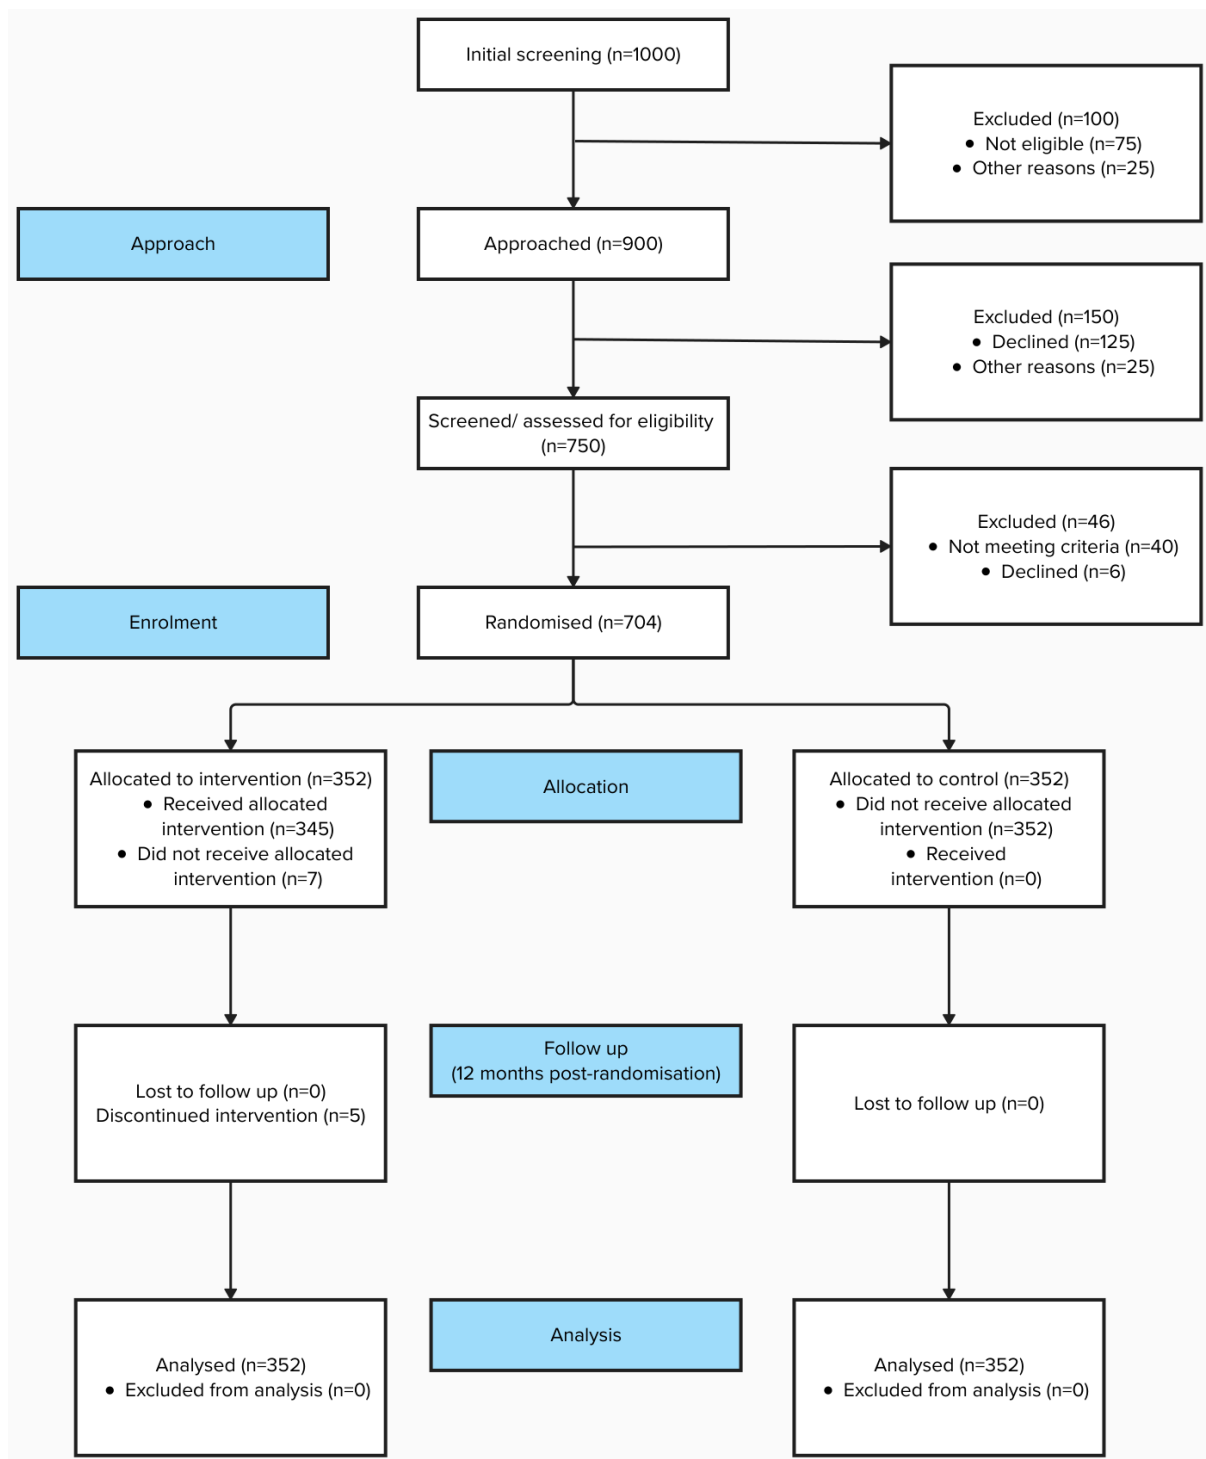 Initial screening (n=1000)
Excluded (n=100)
● Not eligible (n=75)
● Other reasons (n=25)
Approach
Approached (n=900)
Excluded (n=150)
● Declined (n=125)
● Other reasons (n=25)
Screened/ assessed for eligibility
(n=750)
Excluded (n=46)
● Not meeting criteria (n=40)
● Declined (n=6)
Enrolment
Randomised (n=704)
Allocated to intervention (n=352)
● Received allocated
intervention (n=345)
● Did not receive allocated
intervention (n=7)
Allocation
Allocated to control (n=352)
● Did not receive allocated
intervention (n=352)
● Received
intervention (n=0)
Lost to follow up (n=0)
Discontinued intervention (n=5)
Follow up
(12 months post-randomisation)
Lost to follow up (n=0)
Analysed (n=352)
● Excluded from analysis (n=0)
Analysis
Analysed (n=352)
● Excluded from analysis (n=0)